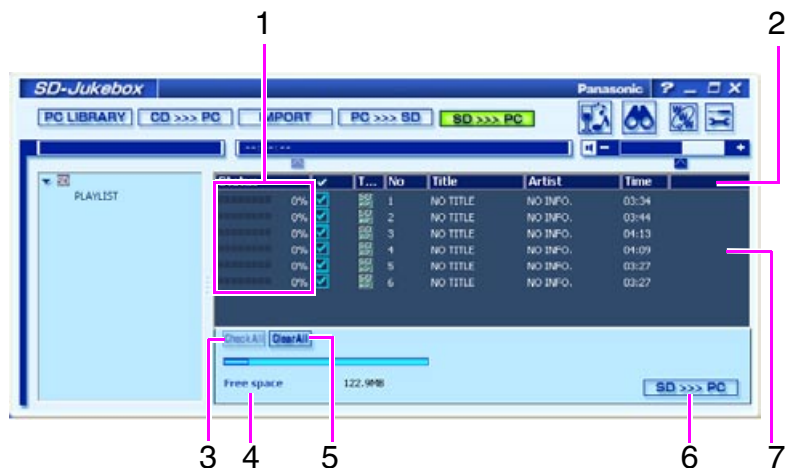 1 2
SD-Jukebox Panasonic ? – □ X
PC LIBRARY CD >>> PC IMPORT PC >>> SD SD >>> PC
PLAYLIST
T... No Title Artist Time
0% 1 NO TITLE NO INFO. 03:34
0% 2 NO TITLE NO INFO. 03:44
0% 3 NO TITLE NO INFO. 04:13
0% 4 NO TITLE NO INFO. 04:09
0% 5 NO TITLE NO INFO. 03:27
0% 6 NO TITLE NO INFO. 03:27
Check All Clear All
Free space 122.9MB
SD >>> PC
3 4 5 6 7